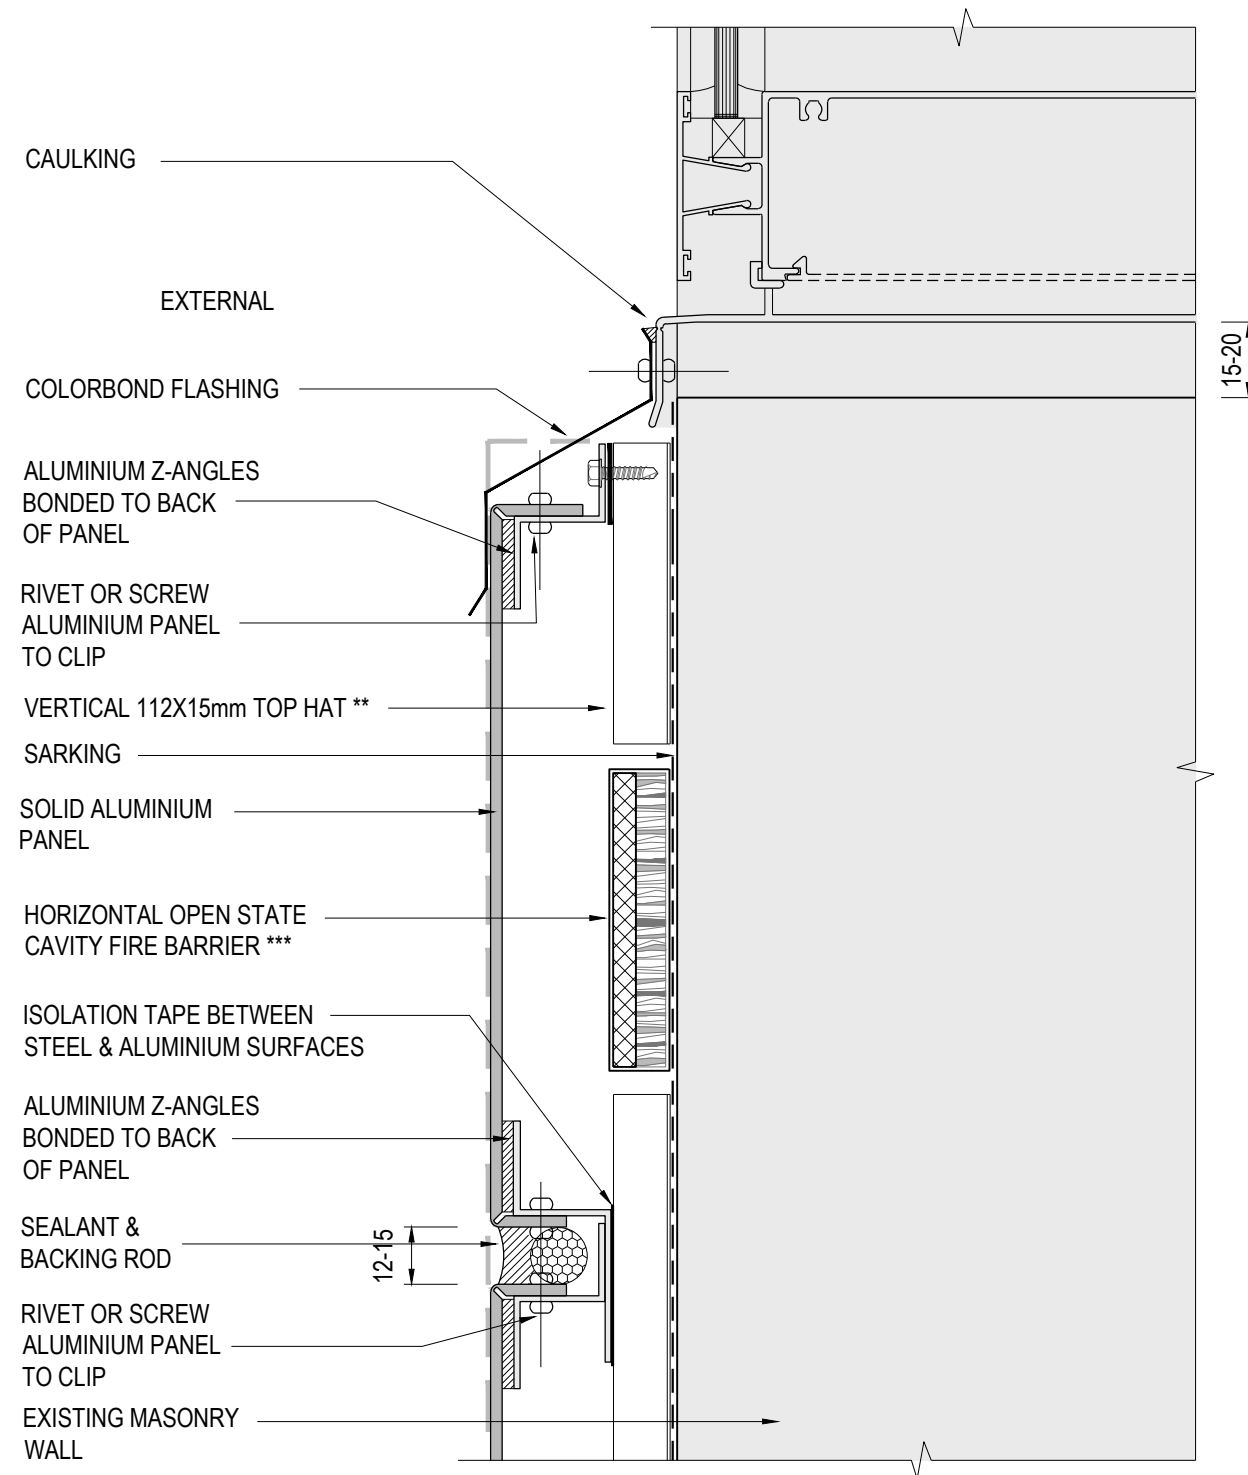 CAULKING
EXTERNAL
15-20
COLORBOND FLASHING
ALUMINIUM Z-ANGLES
BONDED TO BACK
OF PANEL
RIVET OR SCREW
ALUMINIUM PANEL
TO CLIP
VERTICAL 112X15mm TOP HAT **
SARKING
SOLID ALUMINIUM
PANEL
HORIZONTAL OPEN STATE
CAVITY FIRE BARRIER ***
ISOLATION TAPE BETWEEN
STEEL & ALUMINIUM SURFACES
ALUMINIUM Z-ANGLES
BONDED TO BACK
OF PANEL
SEALANT &
BACKING ROD
12-15
RIVET OR SCREW
ALUMINIUM PANEL
TO CLIP
EXISTING MASONRY
WALL